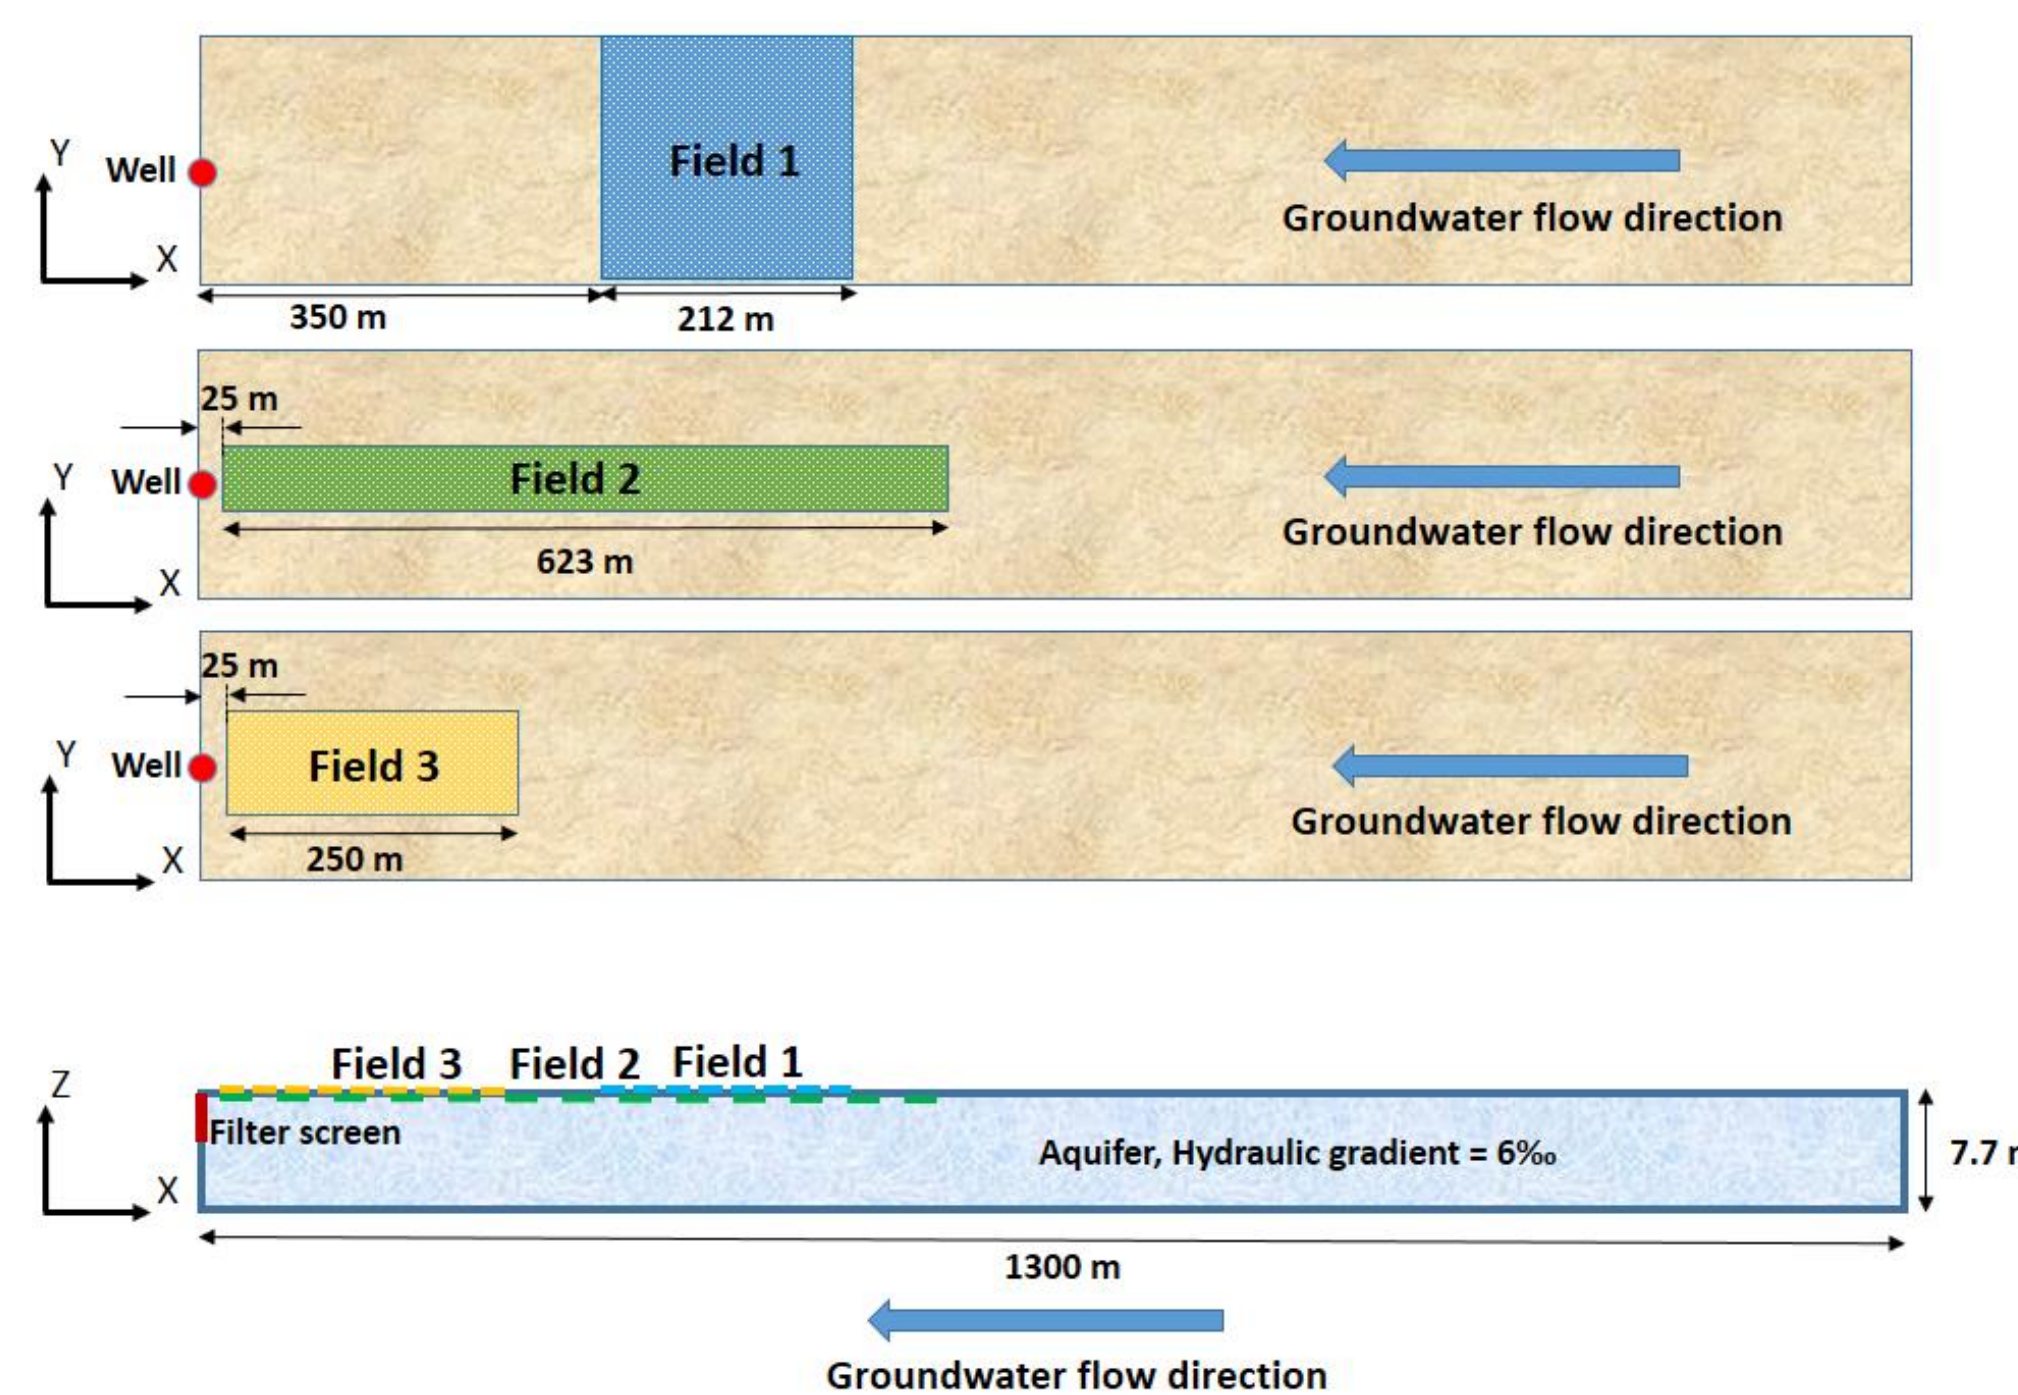 Y
Well
X
Field 1
Groundwater flow direction
350 m
212 m
25 m
Y
Well
X
Field 2
Groundwater flow direction
623 m
25 m
Y
Well
X
Field 3
Groundwater flow direction
250 m
Field 3 Field 2 Field 1
Z
Filter screen
X
Aquifer, Hydraulic gradient = 6‰
7.7
1300 m
Groundwater flow direction